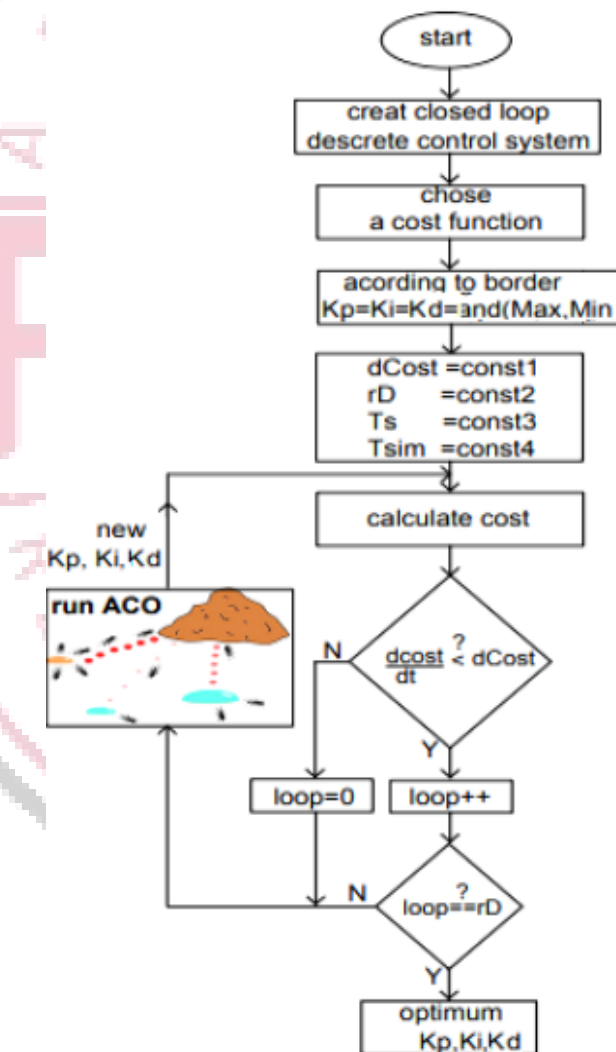 start
creat closed loop
descrete control system
chose
a cost function
acording to border
Kp=Ki=Kd=and(Max,Min
dCost =const1
rD =const2
Ts =const3
Tsim =const4
calculate cost
new
Kp, Ki,Kd
run ACO
N
?
dcost
dt < dCost
Y
loop=0
loop++
N
?
loop==rD
Y
optimum
Kp,Ki,Kd